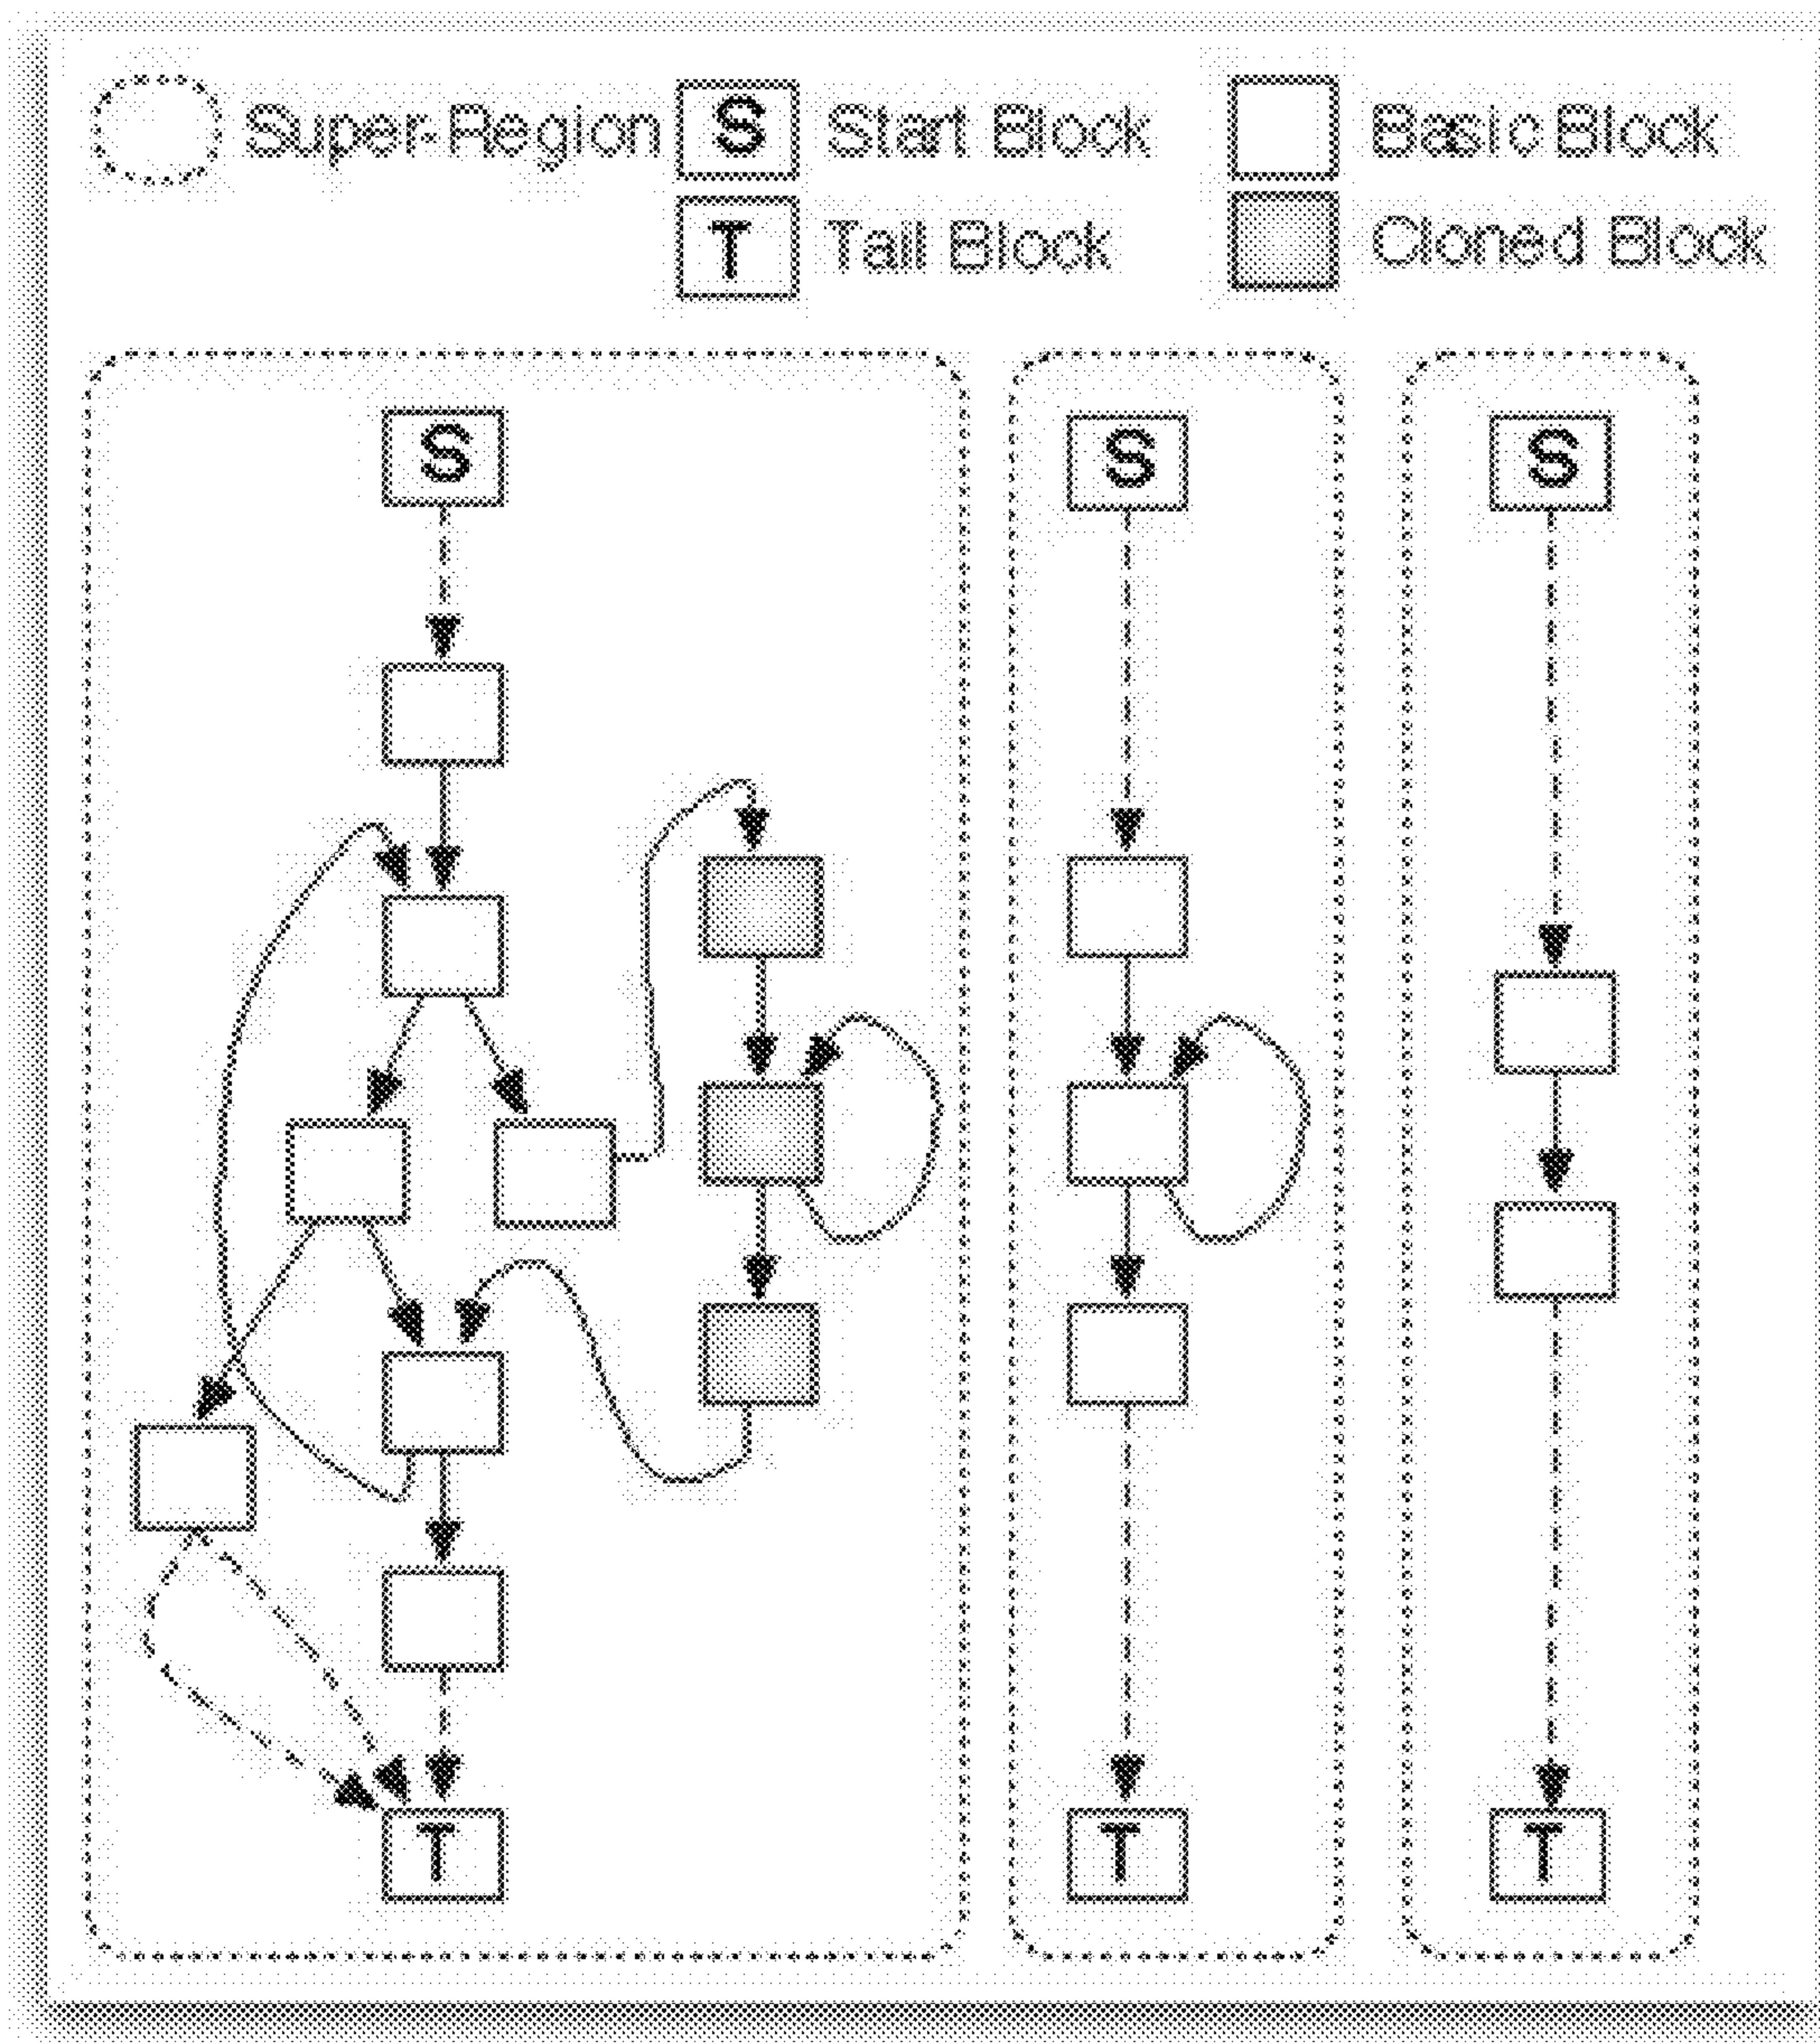 Super-Region
S
Start Block
Basic Block
T
Tail Block
Cloned Block
S
S
S
T
T
T